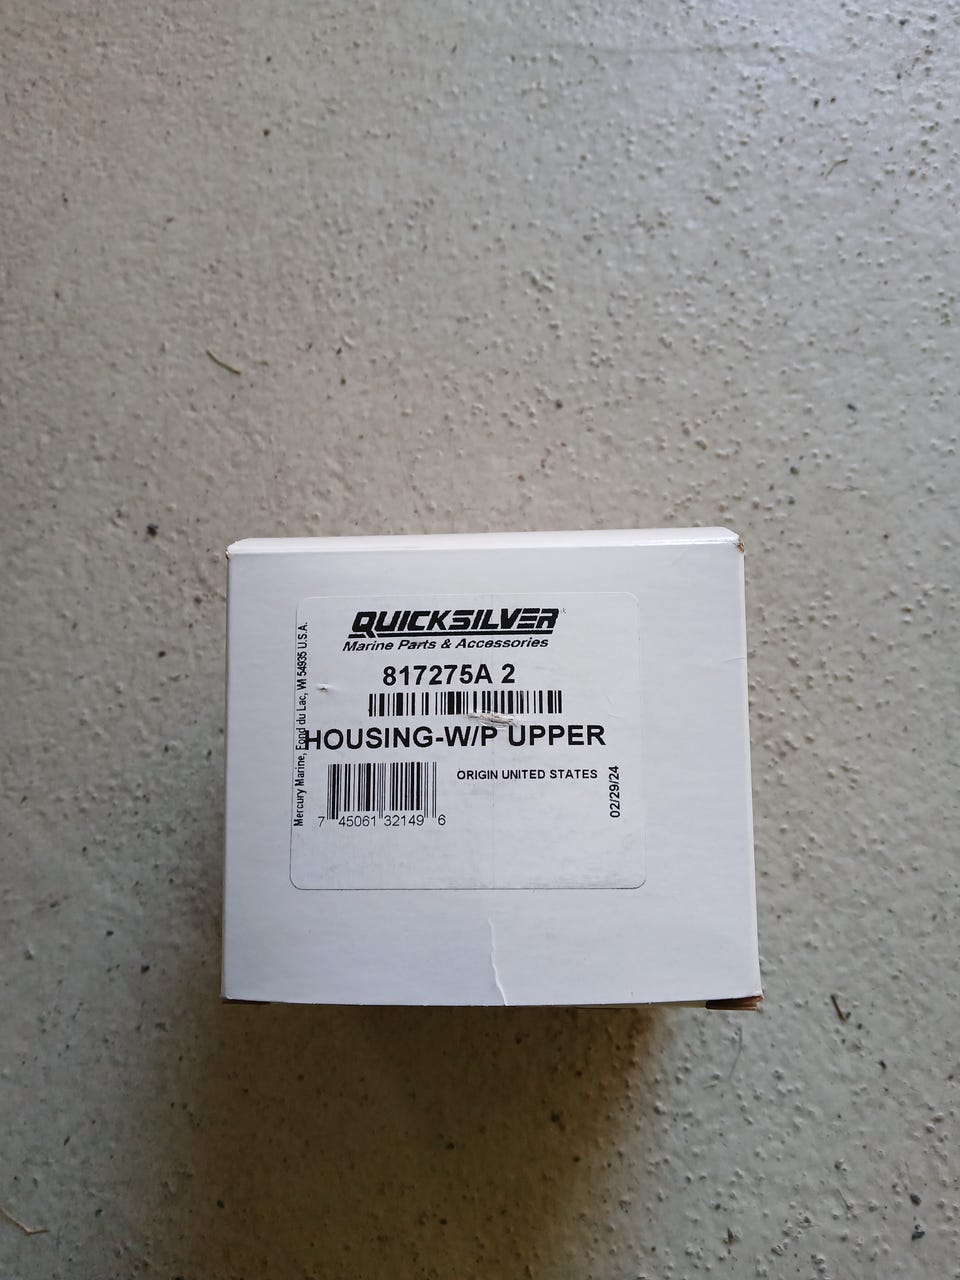 QUICKSILVER®
Marine Parts & Accessories
817275A 2
HOUSING-W/P UPPER
ORIGIN UNITED STATES
7 45061 32149 6
02/29/24
Mercury Marine, Fond du Lac, WI 54935 U.S.A.